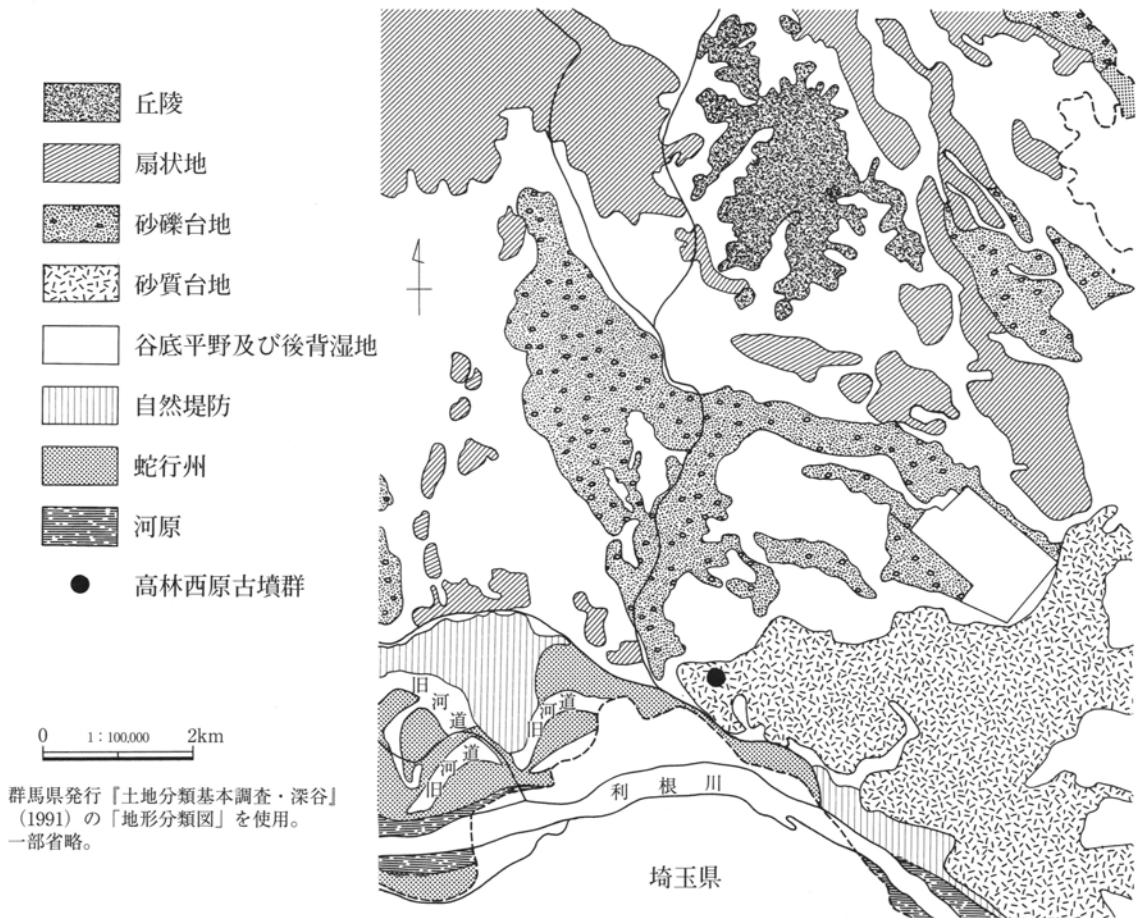 丘陵
扇状地
砂礫台地
砂質台地
谷底平野及び後背湿地
自然堤防
蛇行州
河原
高林西原古墳群
0 1：100,000 2km
群馬県発行『土地分類基本調査・深谷』
（1991）の「地形分類図」を使用。
一部省略。
旧河道
旧河道
旧河道
利根川
埼玉県